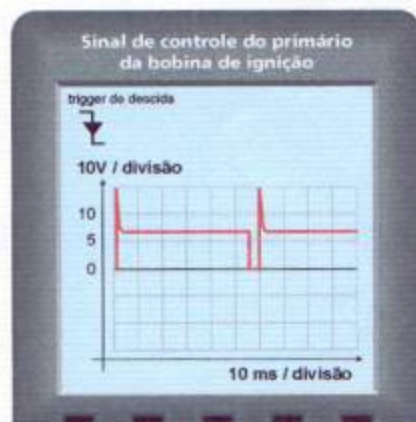 Sinal de controle do primário
da bobina de ignição
trigger de descida
10V / divisão
10
5
0
10 ms / divisão